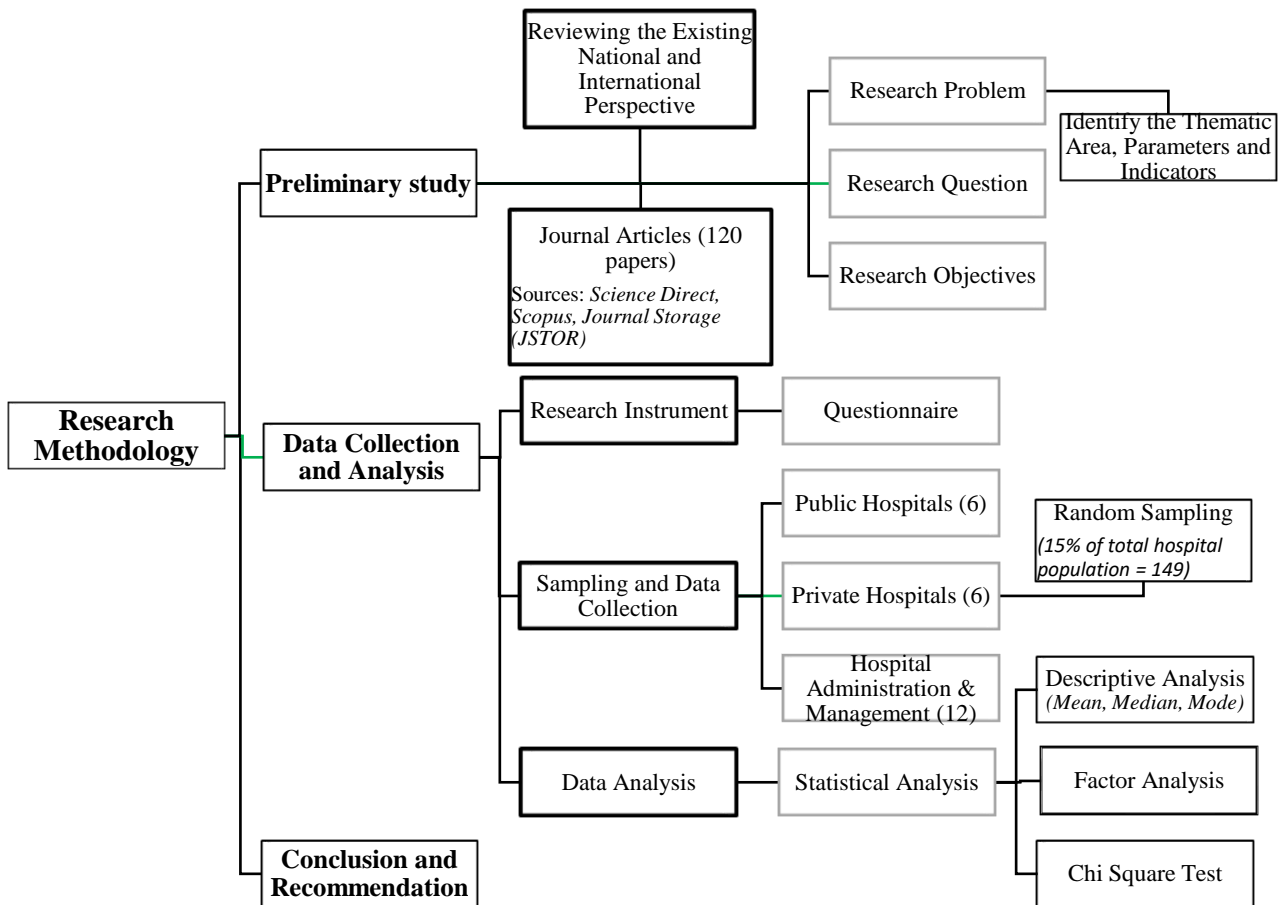 Reviewing the Existing
National and
International
Perspective
Research Problem
Identify the Thematic
Area, Parameters and
Indicators
Preliminary study
Research Question
Journal Articles (120
papers)
Sources: Science Direct,
Scopus, Journal Storage
(JSTOR)
Research Objectives
Research
Methodology
Data Collection
and Analysis
Research Instrument
Questionnaire
Public Hospitals (6)
Random Sampling
(15% of total hospital
population = 149)
Sampling and Data
Collection
Private Hospitals (6)
Hospital
Administration &
Management (12)
Descriptive Analysis
(Mean, Median, Mode)
Data Analysis
Statistical Analysis
Factor Analysis
Chi Square Test
Conclusion and
Recommendation